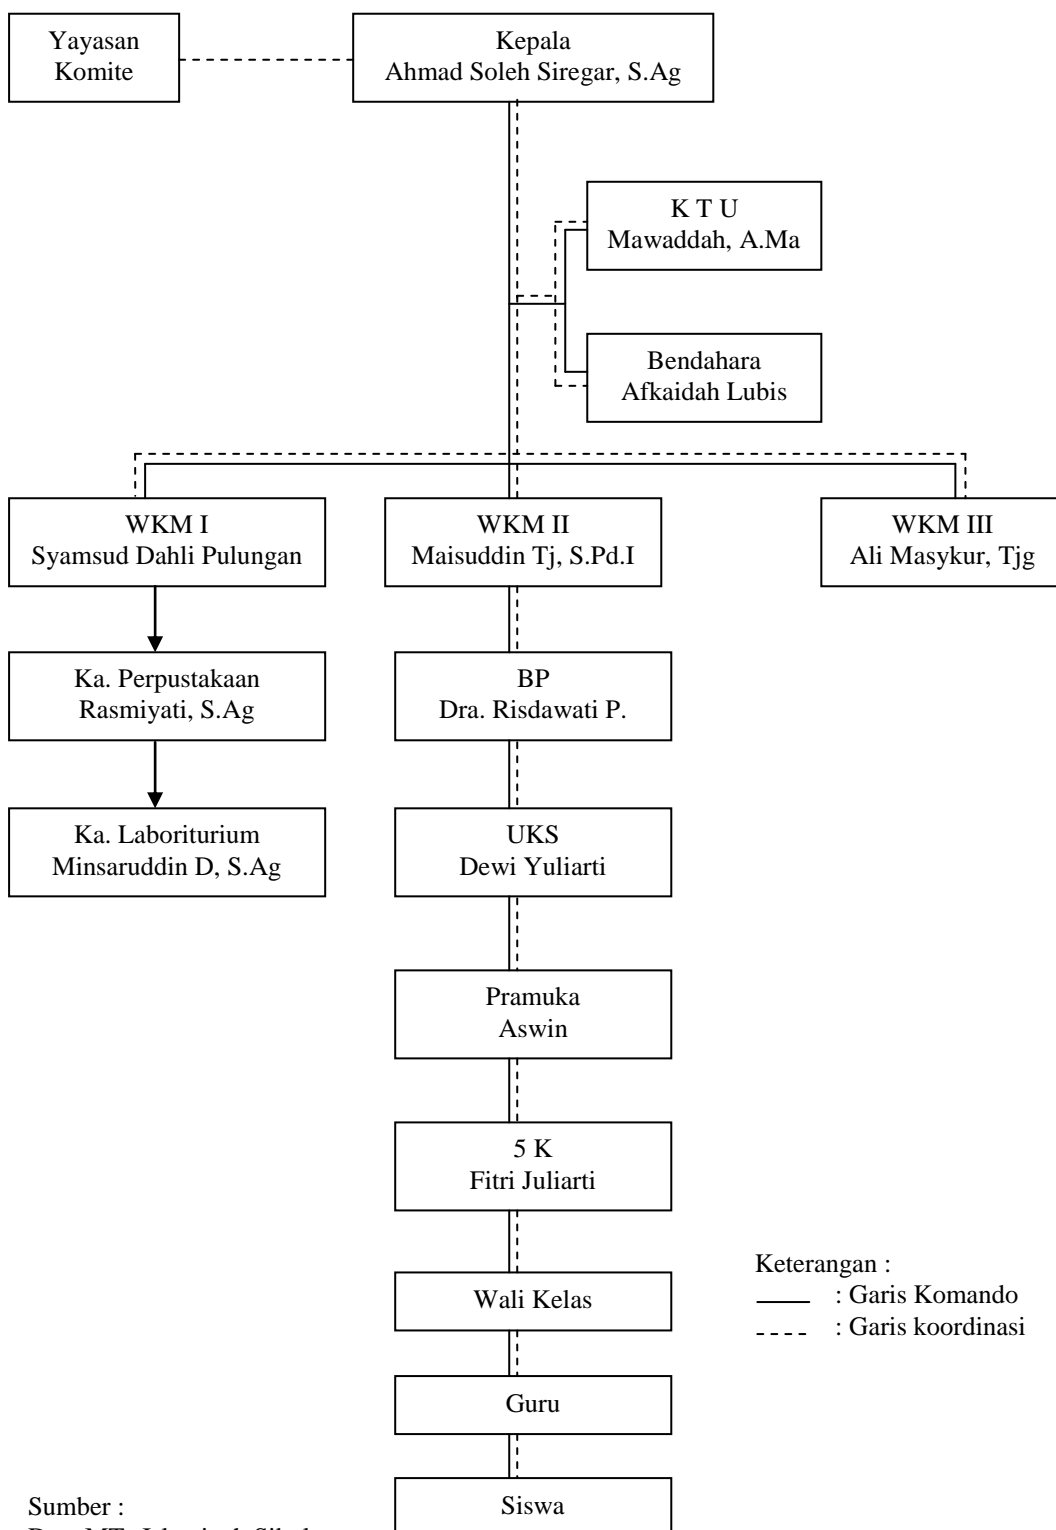 Yayasan
Komite
Kepala
Ahmad Soleh Siregar, S.Ag
K T U
Mawaddah, A.Ma
Bendahara
Afkaidah Lubis
WKM I
Syamsud Dahli Pulungan
WKM II
Maisuddin Tj, S.Pd.I
WKM III
Ali Masykur, Tjg
Ka. Perpustakaan
Rasmiyati, S.Ag
BP
Dra. Risdawati P.
Ka. Laboriturium
Minsaruddin D, S.Ag
UKS
Dewi Yuliarti
Pramuka
Aswin
5 K
Fitri Juliarti
Keterangan :
: Garis Komando
: Garis koordinasi
Wali Kelas
Guru
Siswa
Sumber :